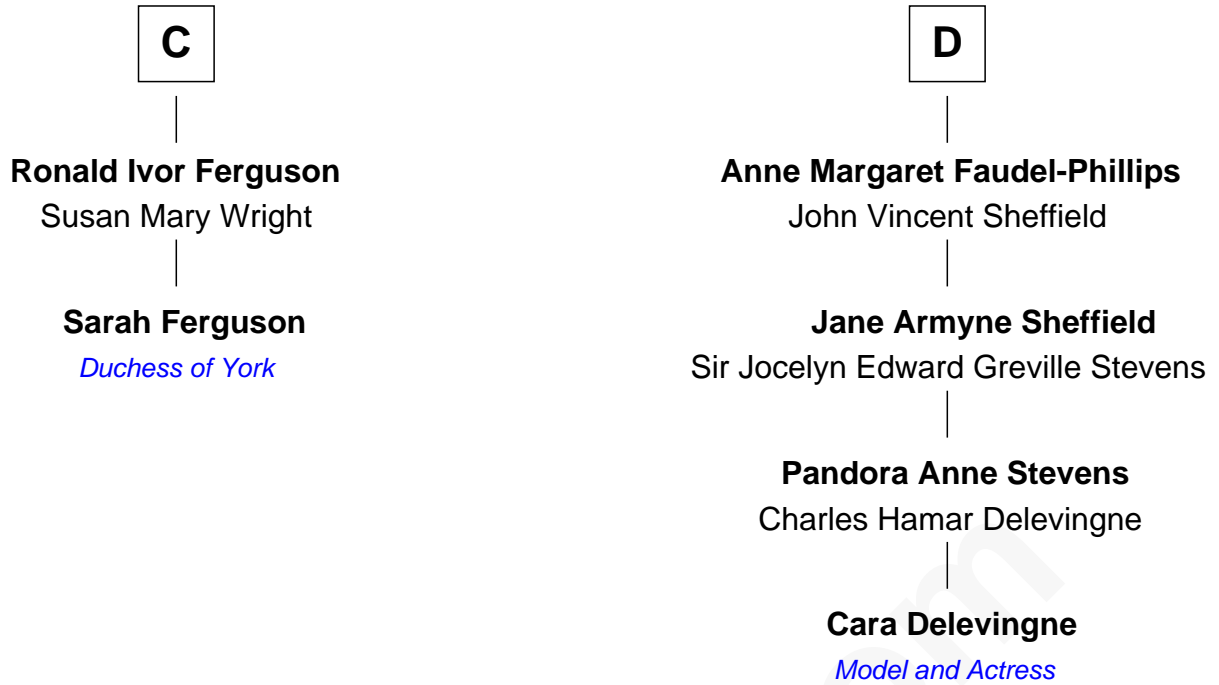 C
Ronald Ivor Ferguson
Susan Mary Wright
Sarah Ferguson
Duchess of York
D
Anne Margaret Faudel-Phillips
John Vincent Sheffield
Jane Armyne Sheffield
Sir Jocelyn Edward Greville Stevens
Pandora Anne Stevens
Charles Hamar Delevingne
Cara Delevingne
Model and Actress